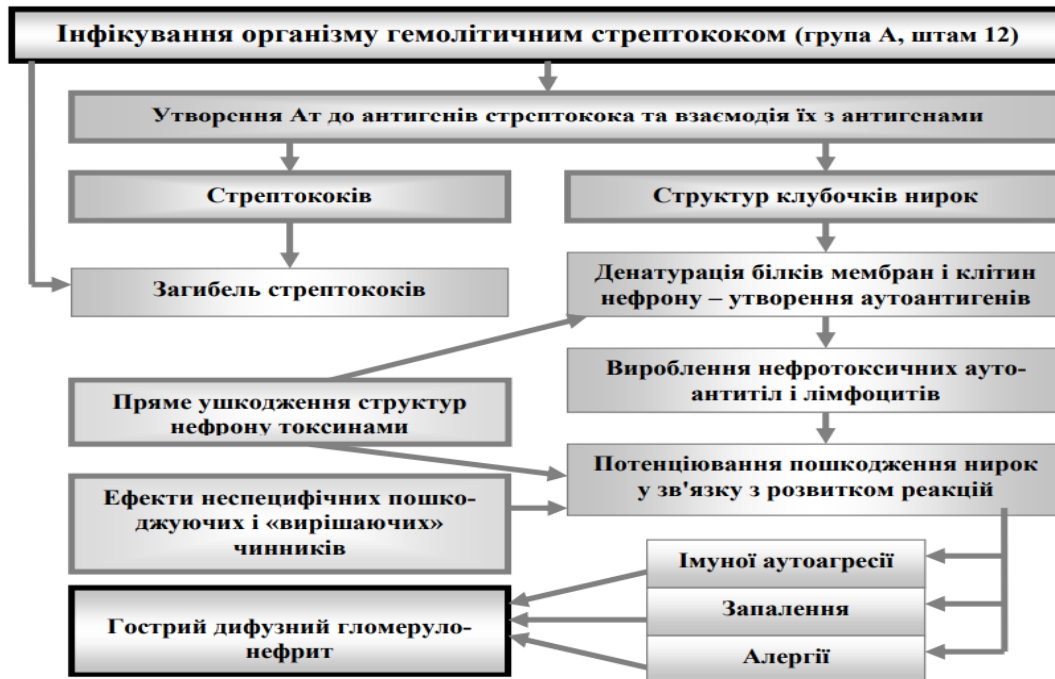 Інфікування організму гемолітичним стрептококом (група А, штам 12)
Утворення Ат до антигенів стрептокока та взаємодія їх з антигенами
Стрептококів
Структур клубочків нирок
Загибель стрептококів
Денатурація білків мембран і клітин
нефрону – утворення аутоантигенів
Вироблення нефротоксичних ауто-
антитіл і лімфоцитів
Пряме ушкодження структур
нефрону токсинами
Потенціювання пошкодження нирок
у зв'язку з розвитком реакцій
Ефекти неспецифічних пошко-
джуючих і «вирішаючих»
чинників
Імуної аутоагресії
Запалення
Алергії
Гострий дифузний гломеруло-
нефрит